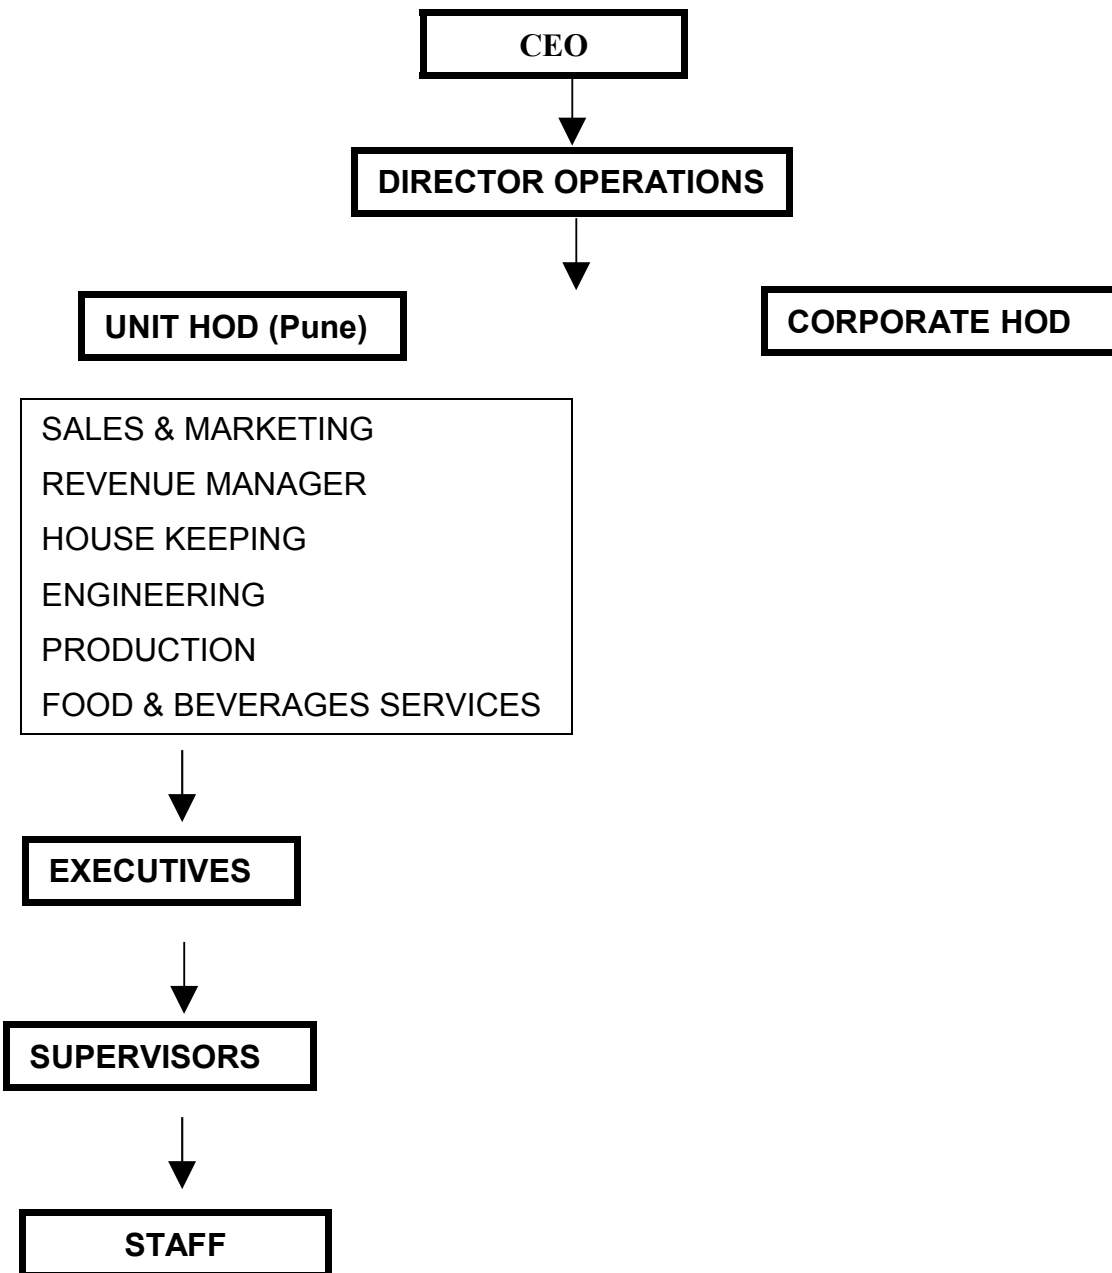 CEO
DIRECTOR OPERATIONS
UNIT HOD (Pune)
CORPORATE HOD
SALES & MARKETING
REVENUE MANAGER
HOUSE KEEPING
ENGINEERING
PRODUCTION
FOOD & BEVERAGES SERVICES
EXECUTIVES
SUPERVISORS
STAFF